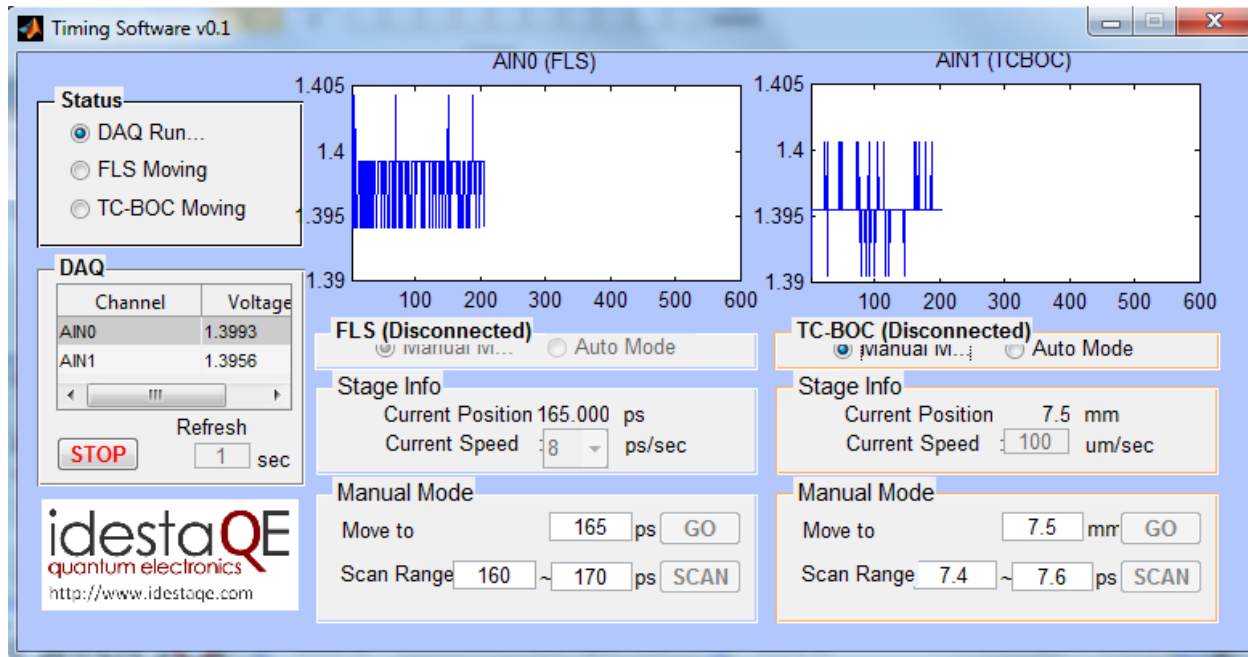 Timing Software v0.1
Status
DAQ Run...
FLS Moving
TC-BOC Moving
DAQ
Channel Voltage
AIN0 1.3993
AIN1 1.3956
Refresh
STOP 1 sec
idestaQE
quantum electronics
http://www.idestaqe.com
AIN0 (FLS)
1.405
1.4
1.395
1.39
100 200 300 400 500 600
FLS (Disconnected)
Manual M... Auto Mode
Stage Info
Current Position 165.000 ps
Current Speed : 8 ps/sec
Manual Mode
Move to 165 ps GO
Scan Range 160 ~ 170 ps SCAN
AIN1 (TCBOC)
1.405
1.4
1.395
1.39
100 200 300 400 500 600
TC-BOC (Disconnected)
Manual M... Auto Mode
Stage Info
Current Position 7.5 mm
Current Speed : 100 um/sec
Manual Mode
Move to 7.5 mm GO
Scan Range 7.4 ~ 7.6 ps SCAN